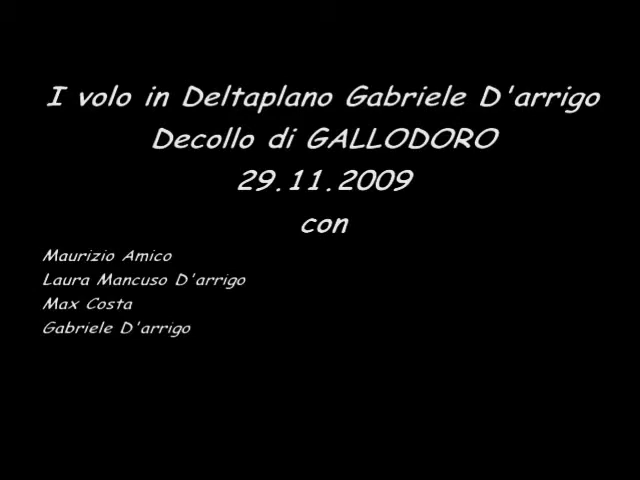 I volo in Deltaplano Gabriele D'arrigo
Decollo di GALLODORO
29.11.2009
con
Maurizio Amico
Laura Mancuso D'arrigo
Max Costa
Gabriele D'arrigo